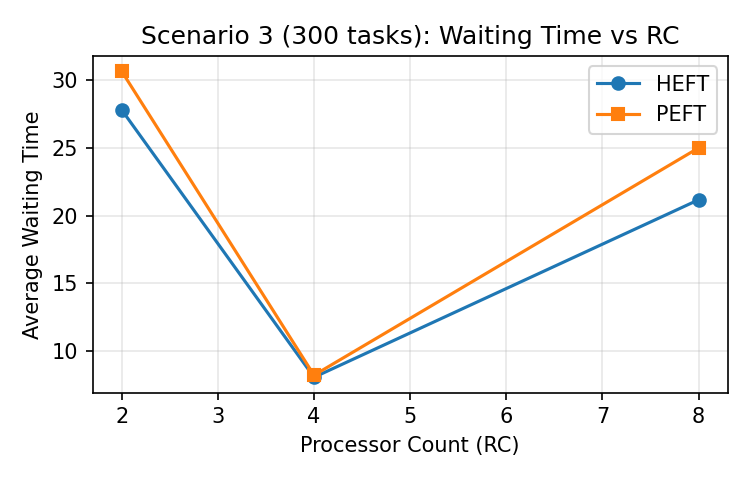 Scenario 3 (300 tasks): Waiting Time vs RC
HEFT
PEFT
Average Waiting Time
30
25
20
15
10
2 3 4 5 6 7 8
Processor Count (RC)